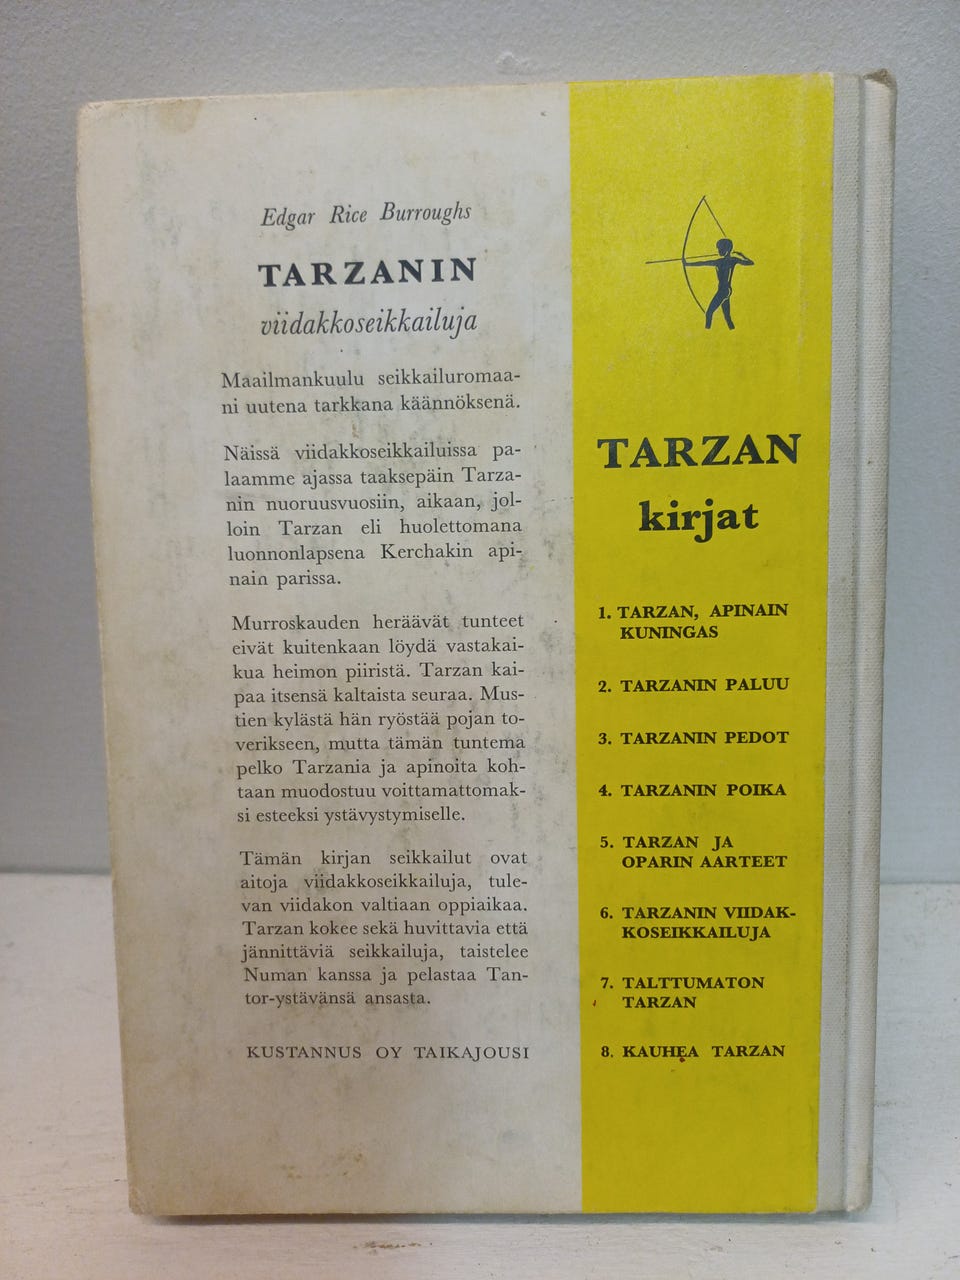 Edgar Rice Burroughs
TARZANIN
viidakkoseikkailuja
Maailmankuulu seikkailuromaa-
ni uutena tarkkana käännöksenä.
Näissä viidakkoseikkailuissa pa-
laamme ajassa taaksepäin Tarza-
nin nuoruusvuosiin, aikaan, jol-
loin Tarzan eli huolettomana
luonnonlapsena Kerchakin api-
nain parissa.
Murroskauden heräävät tunteet
eivät kuitenkaan löydä vastakai-
kua heimon piiristä. Tarzan kai-
paa itsensä kaltaista seuraa. Mus-
tien kylästä hän ryöstää pojan to-
verikseen, mutta tämän tuntema
pelko Tarzania ja apinoita koh-
taan muodostuu voittamattomak-
si esteeksi ystävystymiselle.
Tämän kirjan seikkailut ovat
aitoja viidakkoseikkailuja, tule-
van viidakon valtiaan oppiaikaa.
Tarzan kokee sekä huvittavia että
jännittäviä seikkailuja, taistelee
Numan kanssa ja pelastaa Tan-
tor-ystävänsä ansasta.
KUSTANNUS OY TAIKAJOUSI
TARZAN
kirjat
1. TARZAN, APINAIN
KUNINGAS
2. TARZANIN PALUU
3. TARZANIN PEDOT
4. TARZANIN POIKA
5. TARZAN JA
OPARIN AARTEET
6. TARZANIN VIIDAK-
KOSEIKKAILUJA
7. TALTTUMATON
TARZAN
8. KAUHEA TARZAN